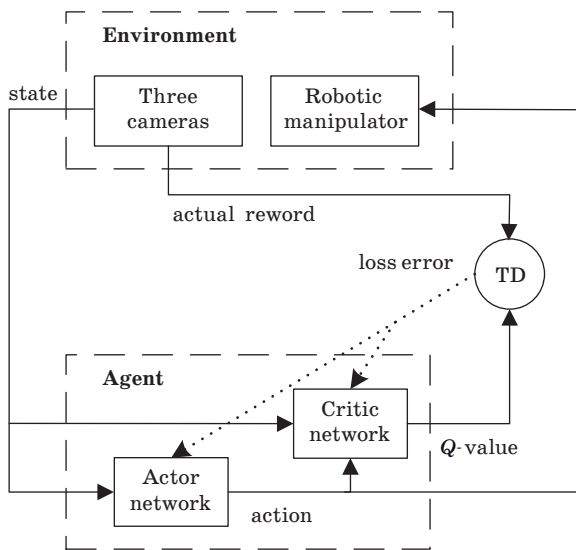 Environment
state
Three
cameras
Robotic
manipulator
actual reword
loss error
TD
Agent
Critic
network
Q-value
Actor
network
action